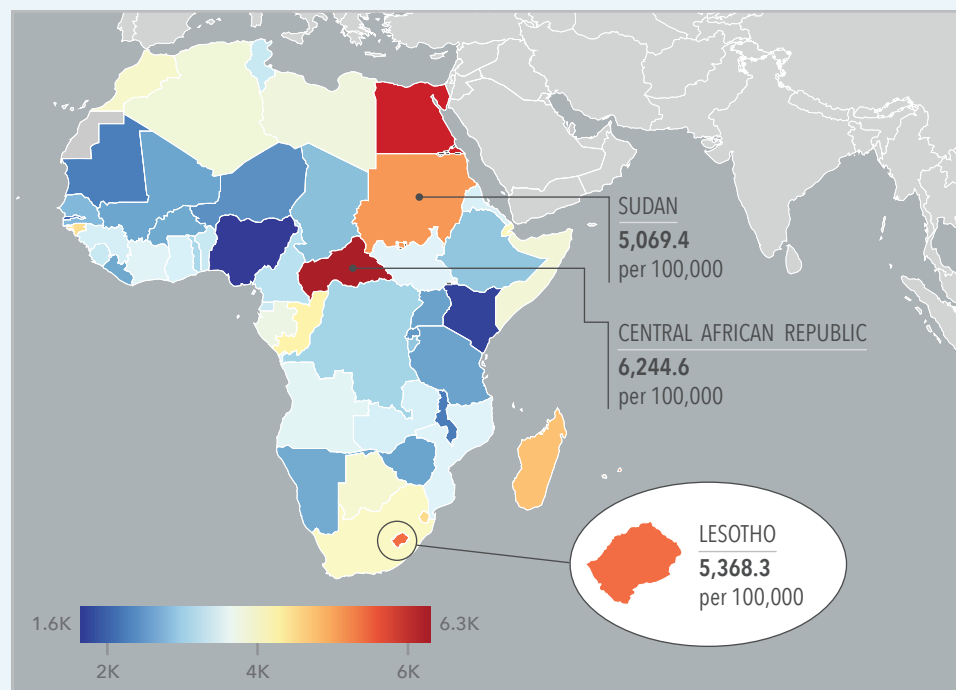 SUDAN
5,069.4
per 100,000
CENTRAL AFRICAN REPUBLIC
6,244.6
per 100,000
LESOTHO
5,368.3
per 100,000
1.6K 6.3K
2K 4K 6K